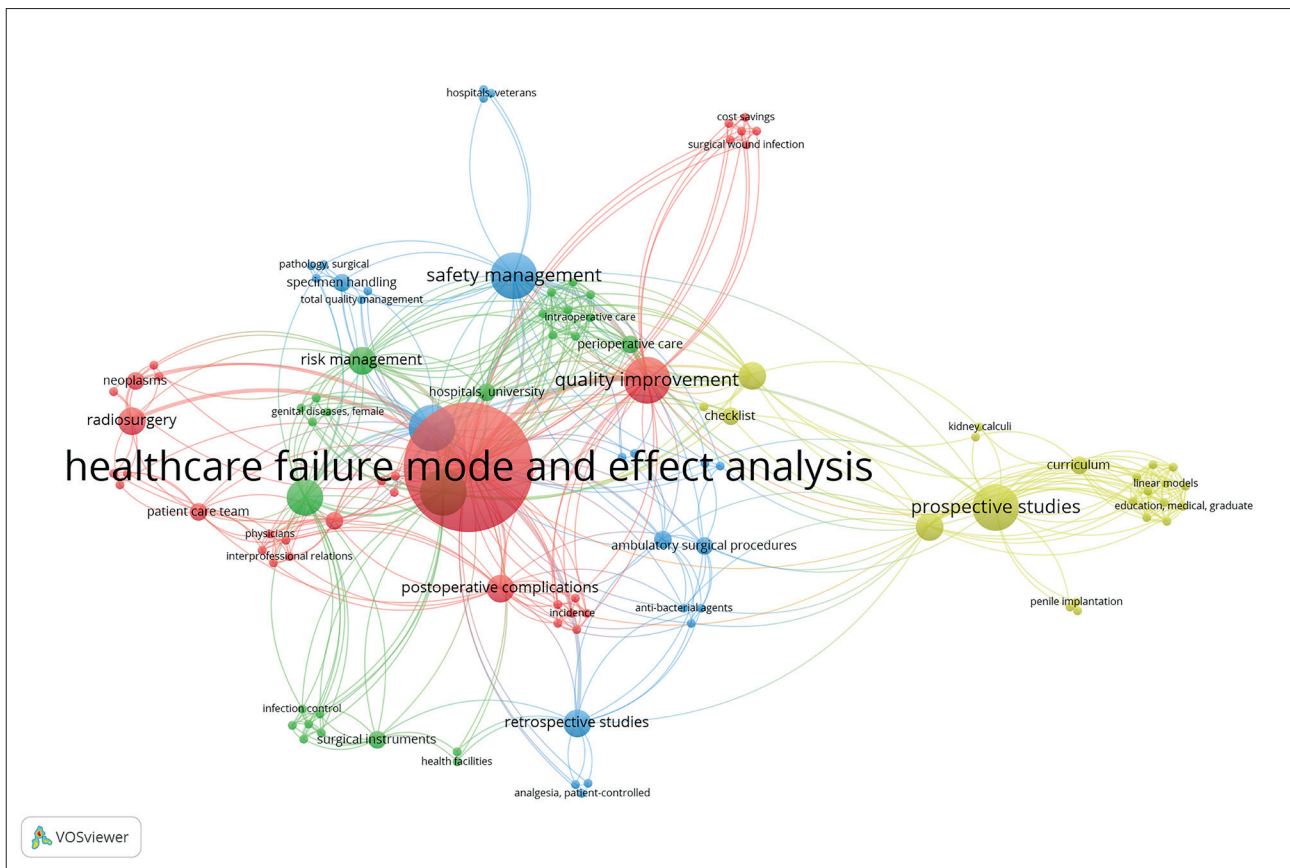 hospitals, veterans
cost savings
surgical wound infection
pathology, surgical
specimen handling
total quality management
safety management
intraoperative care
perioperative care
risk management
neoplasms
quality improvement
hospitals, university
genital diseases, female
radiosurgery
checklist
kidney calculi
healthcare failure mode and effect analysis
curriculum
linear models
prospective studies
education, medical, graduate
patient care team
physicians
interprofessional relations
ambulatory surgical procedures
postoperative complications
anti-bacterial agents
incidence
penile implantation
infection control
retrospective studies
surgical instruments
health facilities
analgesia, patient-controlled
VOSviewer